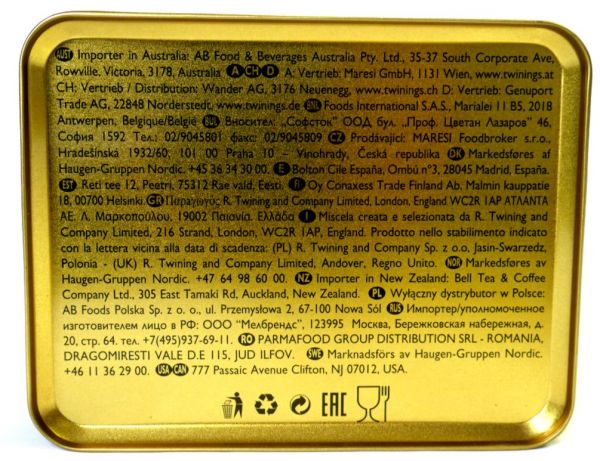 AUS Importer in Australia: AB Food & Beverages Australia Pty. Ltd., 35-37 South Corporate Ave,
Rowville, Victoria, 3178, Australia A CH D A: Vertrieb: Maresi GmbH, 1131 Wien, www.twinings.at
CH: Vertrieb / Distribution: Wander AG, 3176 Neuenegg, www.twinings.ch D: Vertrieb: Genuport
Trade AG, 22848 Norderstedt, www.twinings.de BNL Foods International S.A.S., Marialei 11 B5, 2018
Antwerpen, Belgique/België BUL Вносител: „Софсток" ООД бул. „Проф. Цветан Лазаров" 46,
София 1592 Тел.: 02/9045801 факс: 02/9045809 CZ Prodávající: MARESI Foodbroker s.r.o.,
Hradešínská 1932/60, 101 00 Praha 10 – Vinohrady, Česká republika DK Markedsføres af
Haugen-Gruppen Nordic. +45 36 34 30 00. E Bolton Cile España, Ombú nº3, 28045 Madrid, España.
EST Reti tee 12, Peetri, 75312 Rae vald, Eesti. FI Oy Conaxess Trade Finland Ab, Malmin kauppatie
18, 00700 Helsinki. GR Παραγωγός: R. Twining and Company Limited, London, England WC2R 1AP ΑΤΛΑΝΤΑ
ΑΕ. Λ. Μαρκοπούλου, 19002 Παιανία, Ελλάδα I Miscela creata e selezionata da R. Twining and
Company Limited, 216 Strand, London, WC2R 1AP, England. Prodotto nello stabilimento indicato
con la lettera vicina alla data di scadenza: (PL) R. Twining and Company Sp. z o.o, Jasin-Swarzedz,
Polonia - (UK) R. Twining and Company Limited, Andover, Regno Unito. NOR Markedsføres av
Haugen-Gruppen Nordic. +47 64 98 60 00. NZ Importer in New Zealand: Bell Tea & Coffee
Company Ltd., 305 East Tamaki Rd, Auckland, New Zealand. PL Wyłączny dystrybutor w Polsce:
AB Foods Polska Sp. z o. o., ul. Przemysłowa 2, 67-100 Nowa Sól RUS Импортер/уполномоченное
изготовителем лицо в РФ: ООО "Мелбрендс", 123995 Москва, Бережковская набережная, д.
20, стр. 64. тел. +7(495)937-69-11. RO PARMAFOOD GROUP DISTRIBUTION SRL - ROMANIA,
DRAGOMIRESTI VALE D.E 115, JUD ILFOV. SWE Marknadsförs av Haugen-Gruppen Nordic.
+46 11 36 29 00. USA CAN 777 Passaic Avenue Clifton, NJ 07012, USA.
EAC